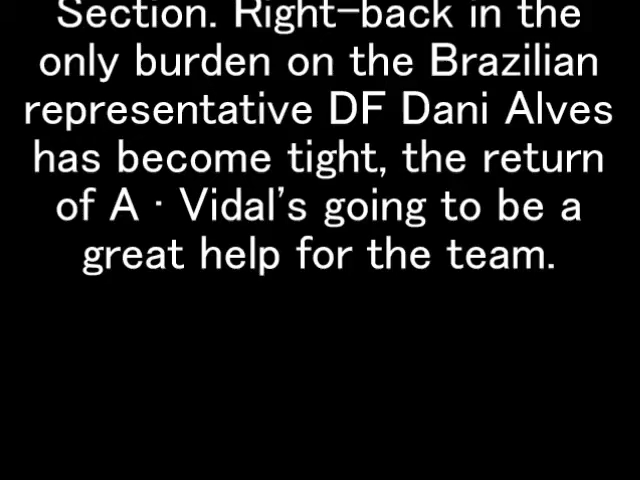 Section. Right-back in the
only burden on the Brazilian
representative DF Dani Alves
has become tight, the return
of A · Vidal's going to be a
great help for the team.